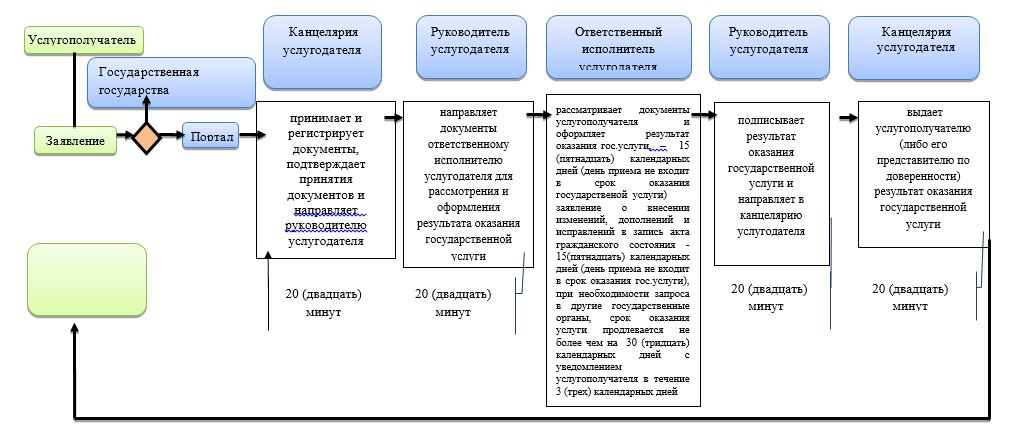 Услугополучатель
Государственная
государства
Заявление
Портал
Канцелярия
услугодателя
Руководитель
услугодателя
Ответственный
исполнитель
услугодателя
Руководитель
услугодателя
Канцелярия
услугодателя
принимает и
регистрирует
документы,
подтверждает
принятия
документов и
направляет
руководителю
услугодателя
направляет
документы
ответственному
исполнителю
услугодателя для
рассмотрения и
оформления
результата оказания
государственной
услуги
рассматривает документы
услугополучателя и
оформляет результат
оказания гос.услуги, – 15
(пятнадцать) календарных
дней (день приема не входит
в срок оказания
государственой услуги)
заявление о внесении
изменений, дополнений и
исправлений в запись акта
гражданского состояния -
15(пятнадцать) календарных
дней (день приема не входит
в срок оказания гос.услуги),
при необходимости запроса
в другие государственные
органы, срок оказания
услуги продлевается не
более чем на 30 (тридцать)
календарных дней с
уведомлением
услугополучателя в течение
3 (трех) календарных дней
подписывает
результат
оказания
государственной
услуги и
направляет в
канцелярию
услугодателя
выдает
услугополучателю
(либо его
представителю по
доверенности)
результат оказания
государственной
услуги
20 (двадцать)
минут
20 (двадцать)
минут
20 (двадцать)
минут
20 (двадцать)
минут